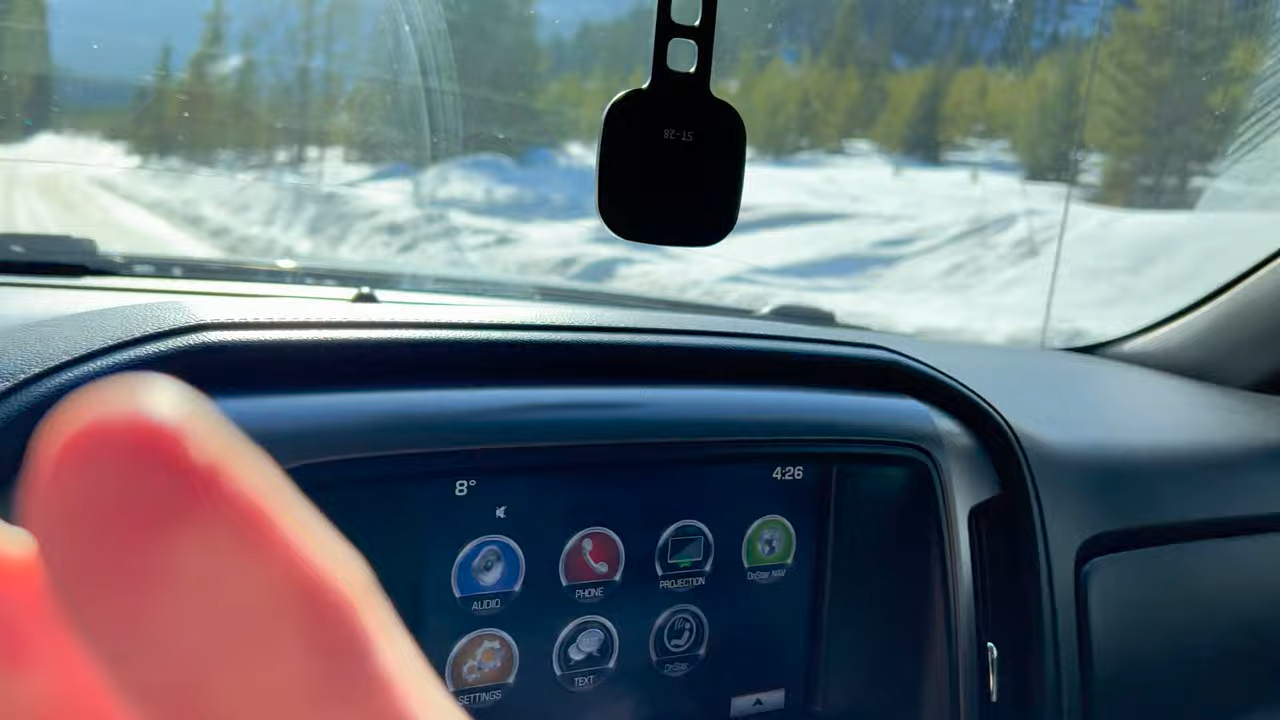 ST-28
8°
4:26
AUDIO
PHONE
PROJECTION
OnStar NAV
SETTINGS
TEXT
OnStar